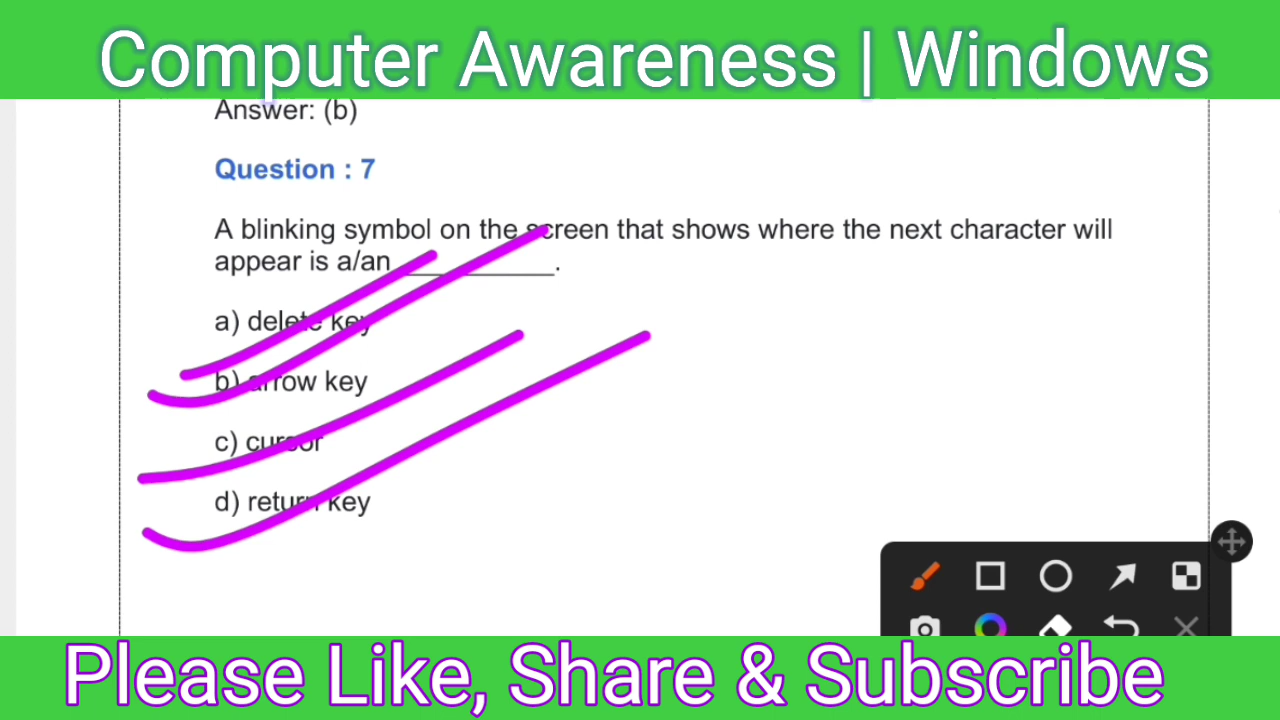 Computer Awareness | Windows
Answer: (b)
Question : 7
A blinking symbol on the screen that shows where the next character will
appear is a/an __________.
a) delete key
b) arrow key
c) cursor
d) return key
Please Like, Share & Subscribe